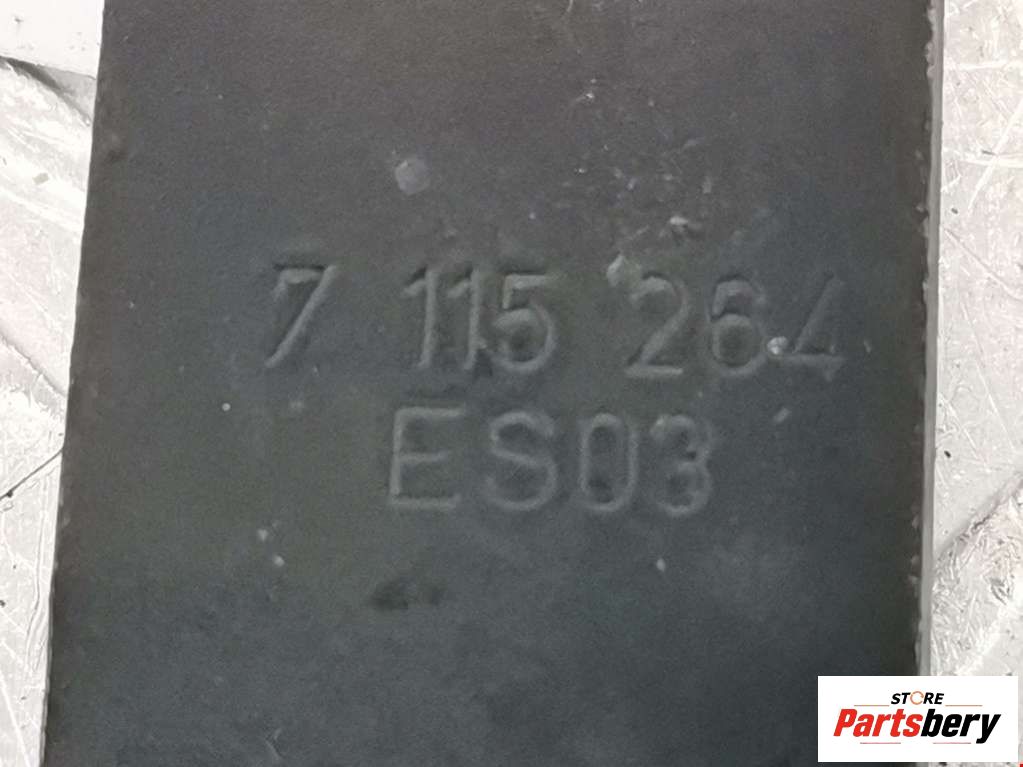 7 115 264
ES03
STORE
Partsbery